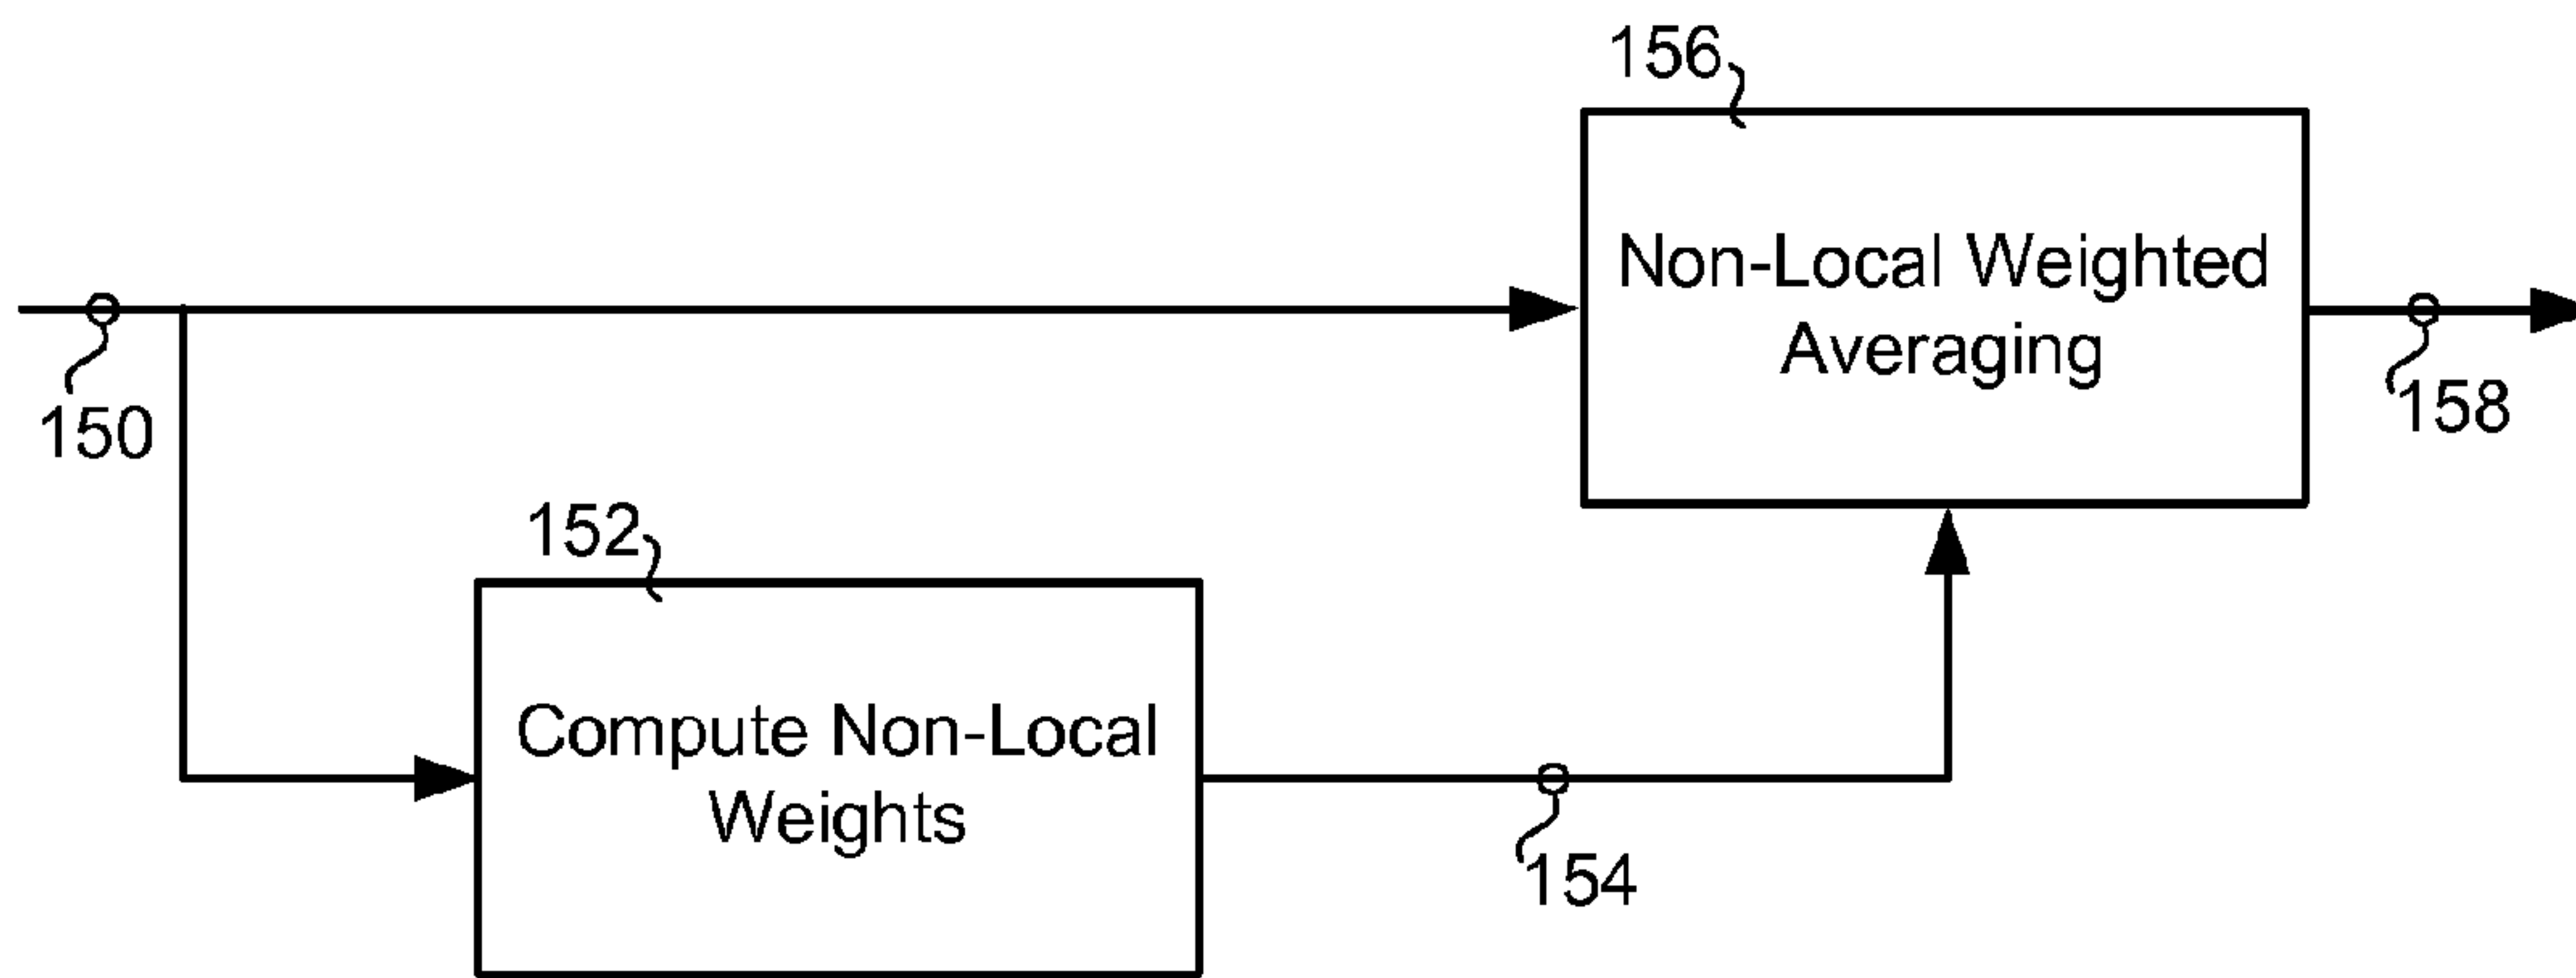 156
Non-Local Weighted
Averaging
150
158
152
Compute Non-Local
Weights
154